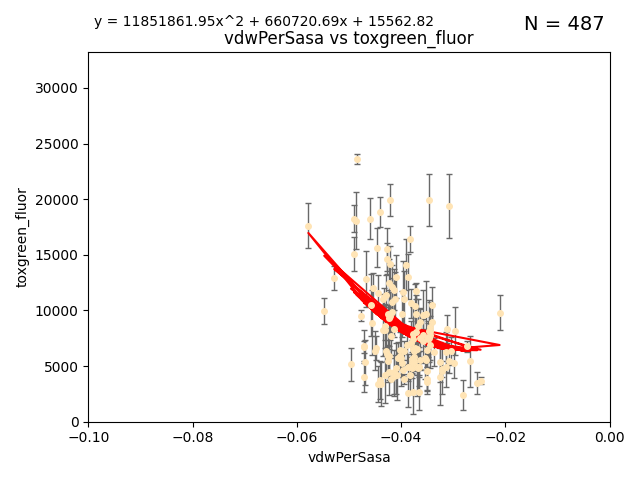 y = 11851861.95x^2 + 660720.69x + 15562.82
N = 487
vdwPerSasa vs toxgreen_fluor
30000
25000
20000
15000
10000
5000
0
toxgreen_fluor
−0.10
−0.08
−0.06
−0.04
−0.02
0.00
vdwPerSasa